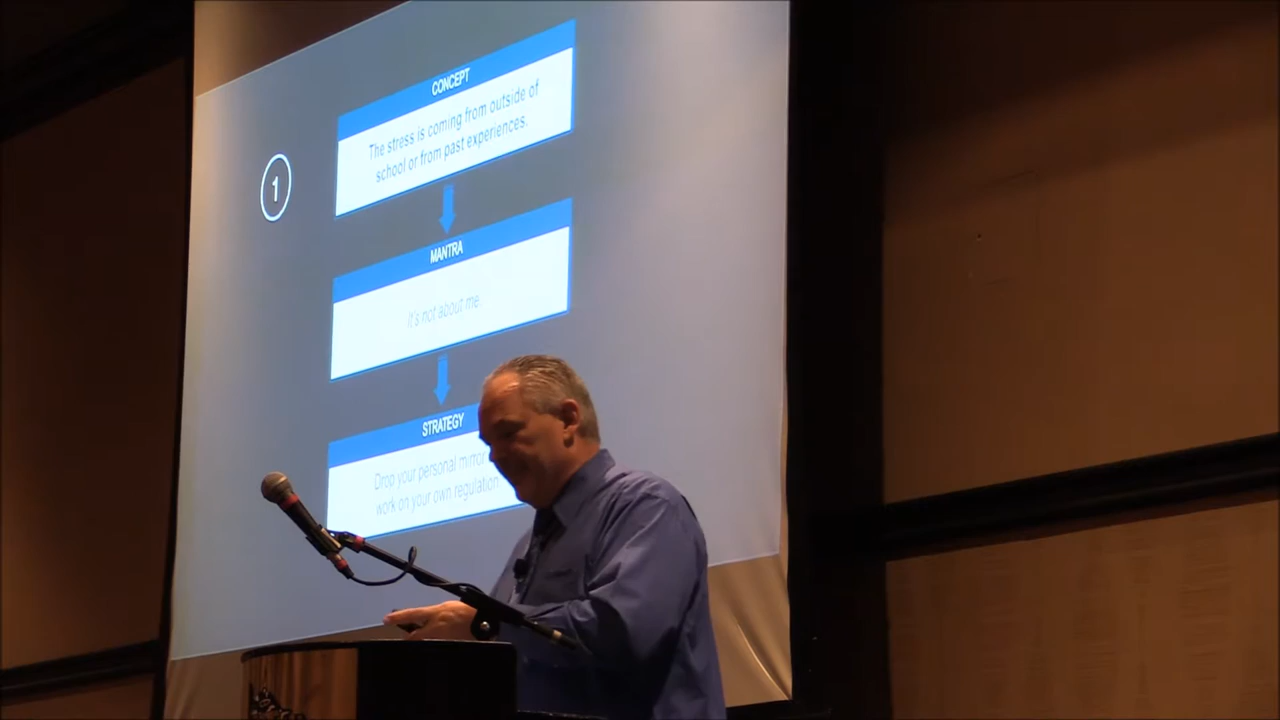 CONCEPT
The stress is coming from outside of
school or from past experiences.
1
MANTRA
It's not about me.
STRATEGY
Drop your personal mirror
work on your own regulation